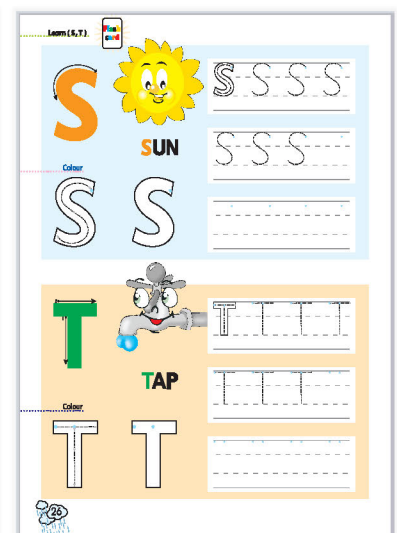 Learn ( S, T )
Flash
card
S
SUN
S S S S
S S S
Colour
S S
T
TAP
T T T T
T T T
Colour
T T
26